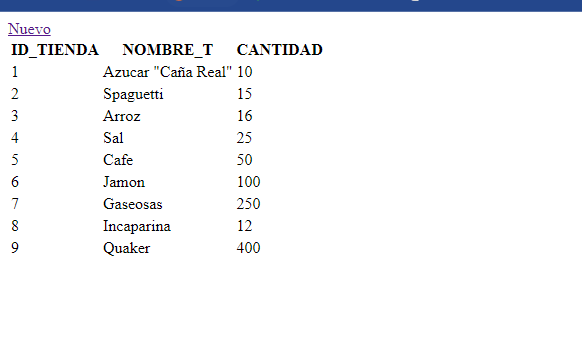 Nuevo
ID_TIENDA NOMBRE_T CANTIDAD
1 Azucar "Caña Real" 10
2 Spaguetti 15
3 Arroz 16
4 Sal 25
5 Cafe 50
6 Jamon 100
7 Gaseosas 250
8 Incaparina 12
9 Quaker 400